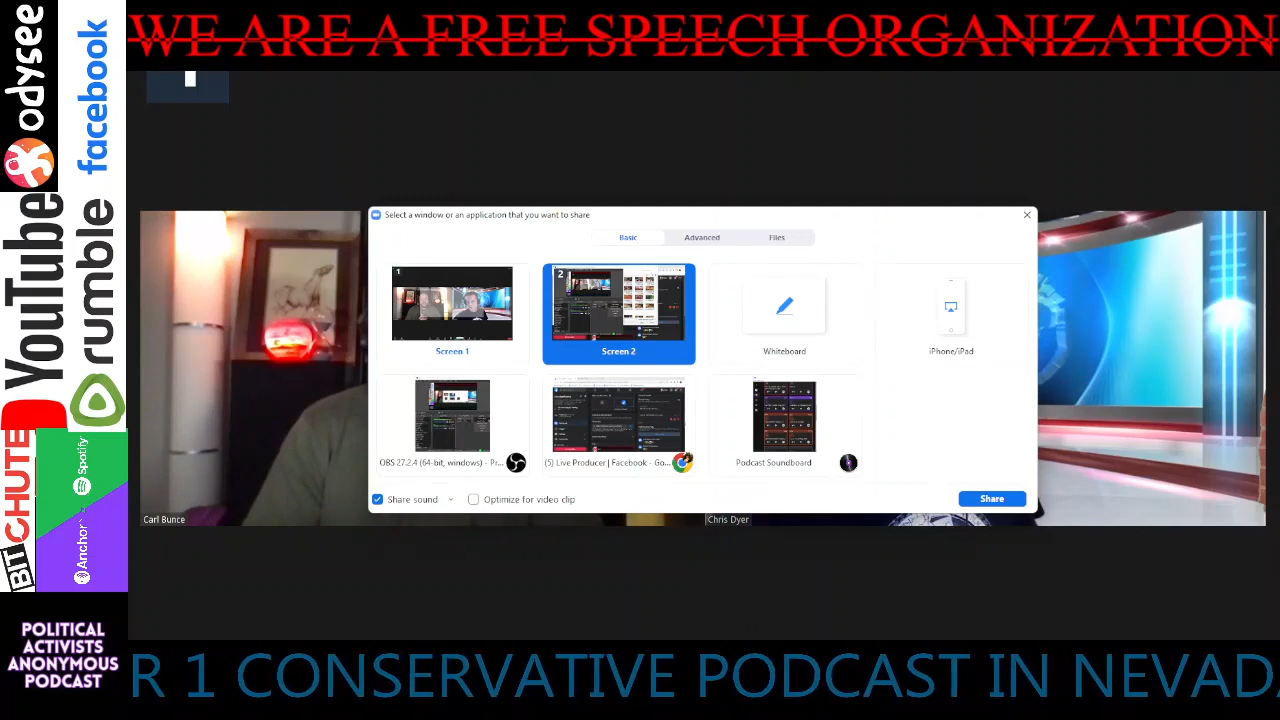 WE ARE A FREE SPEECH ORGANIZATION
odysee
facebook
YouTube
rumble
BITCHUTE
Spotify
Anchor
POLITICAL
ACTIVISTS
ANONYMOUS
PODCAST
Select a window or an application that you want to share
Basic Advanced Files
1
2
Screen 1 Screen 2 Whiteboard iPhone/iPad
OBS 27.2.4 (64-bit, windows) - Pr... (5) Live Producer | Facebook - Go... Podcast Soundboard
Share sound Optimize for video clip Share
Carl Bunce Chris Dyer
R 1 CONSERVATIVE PODCAST IN NEVADA